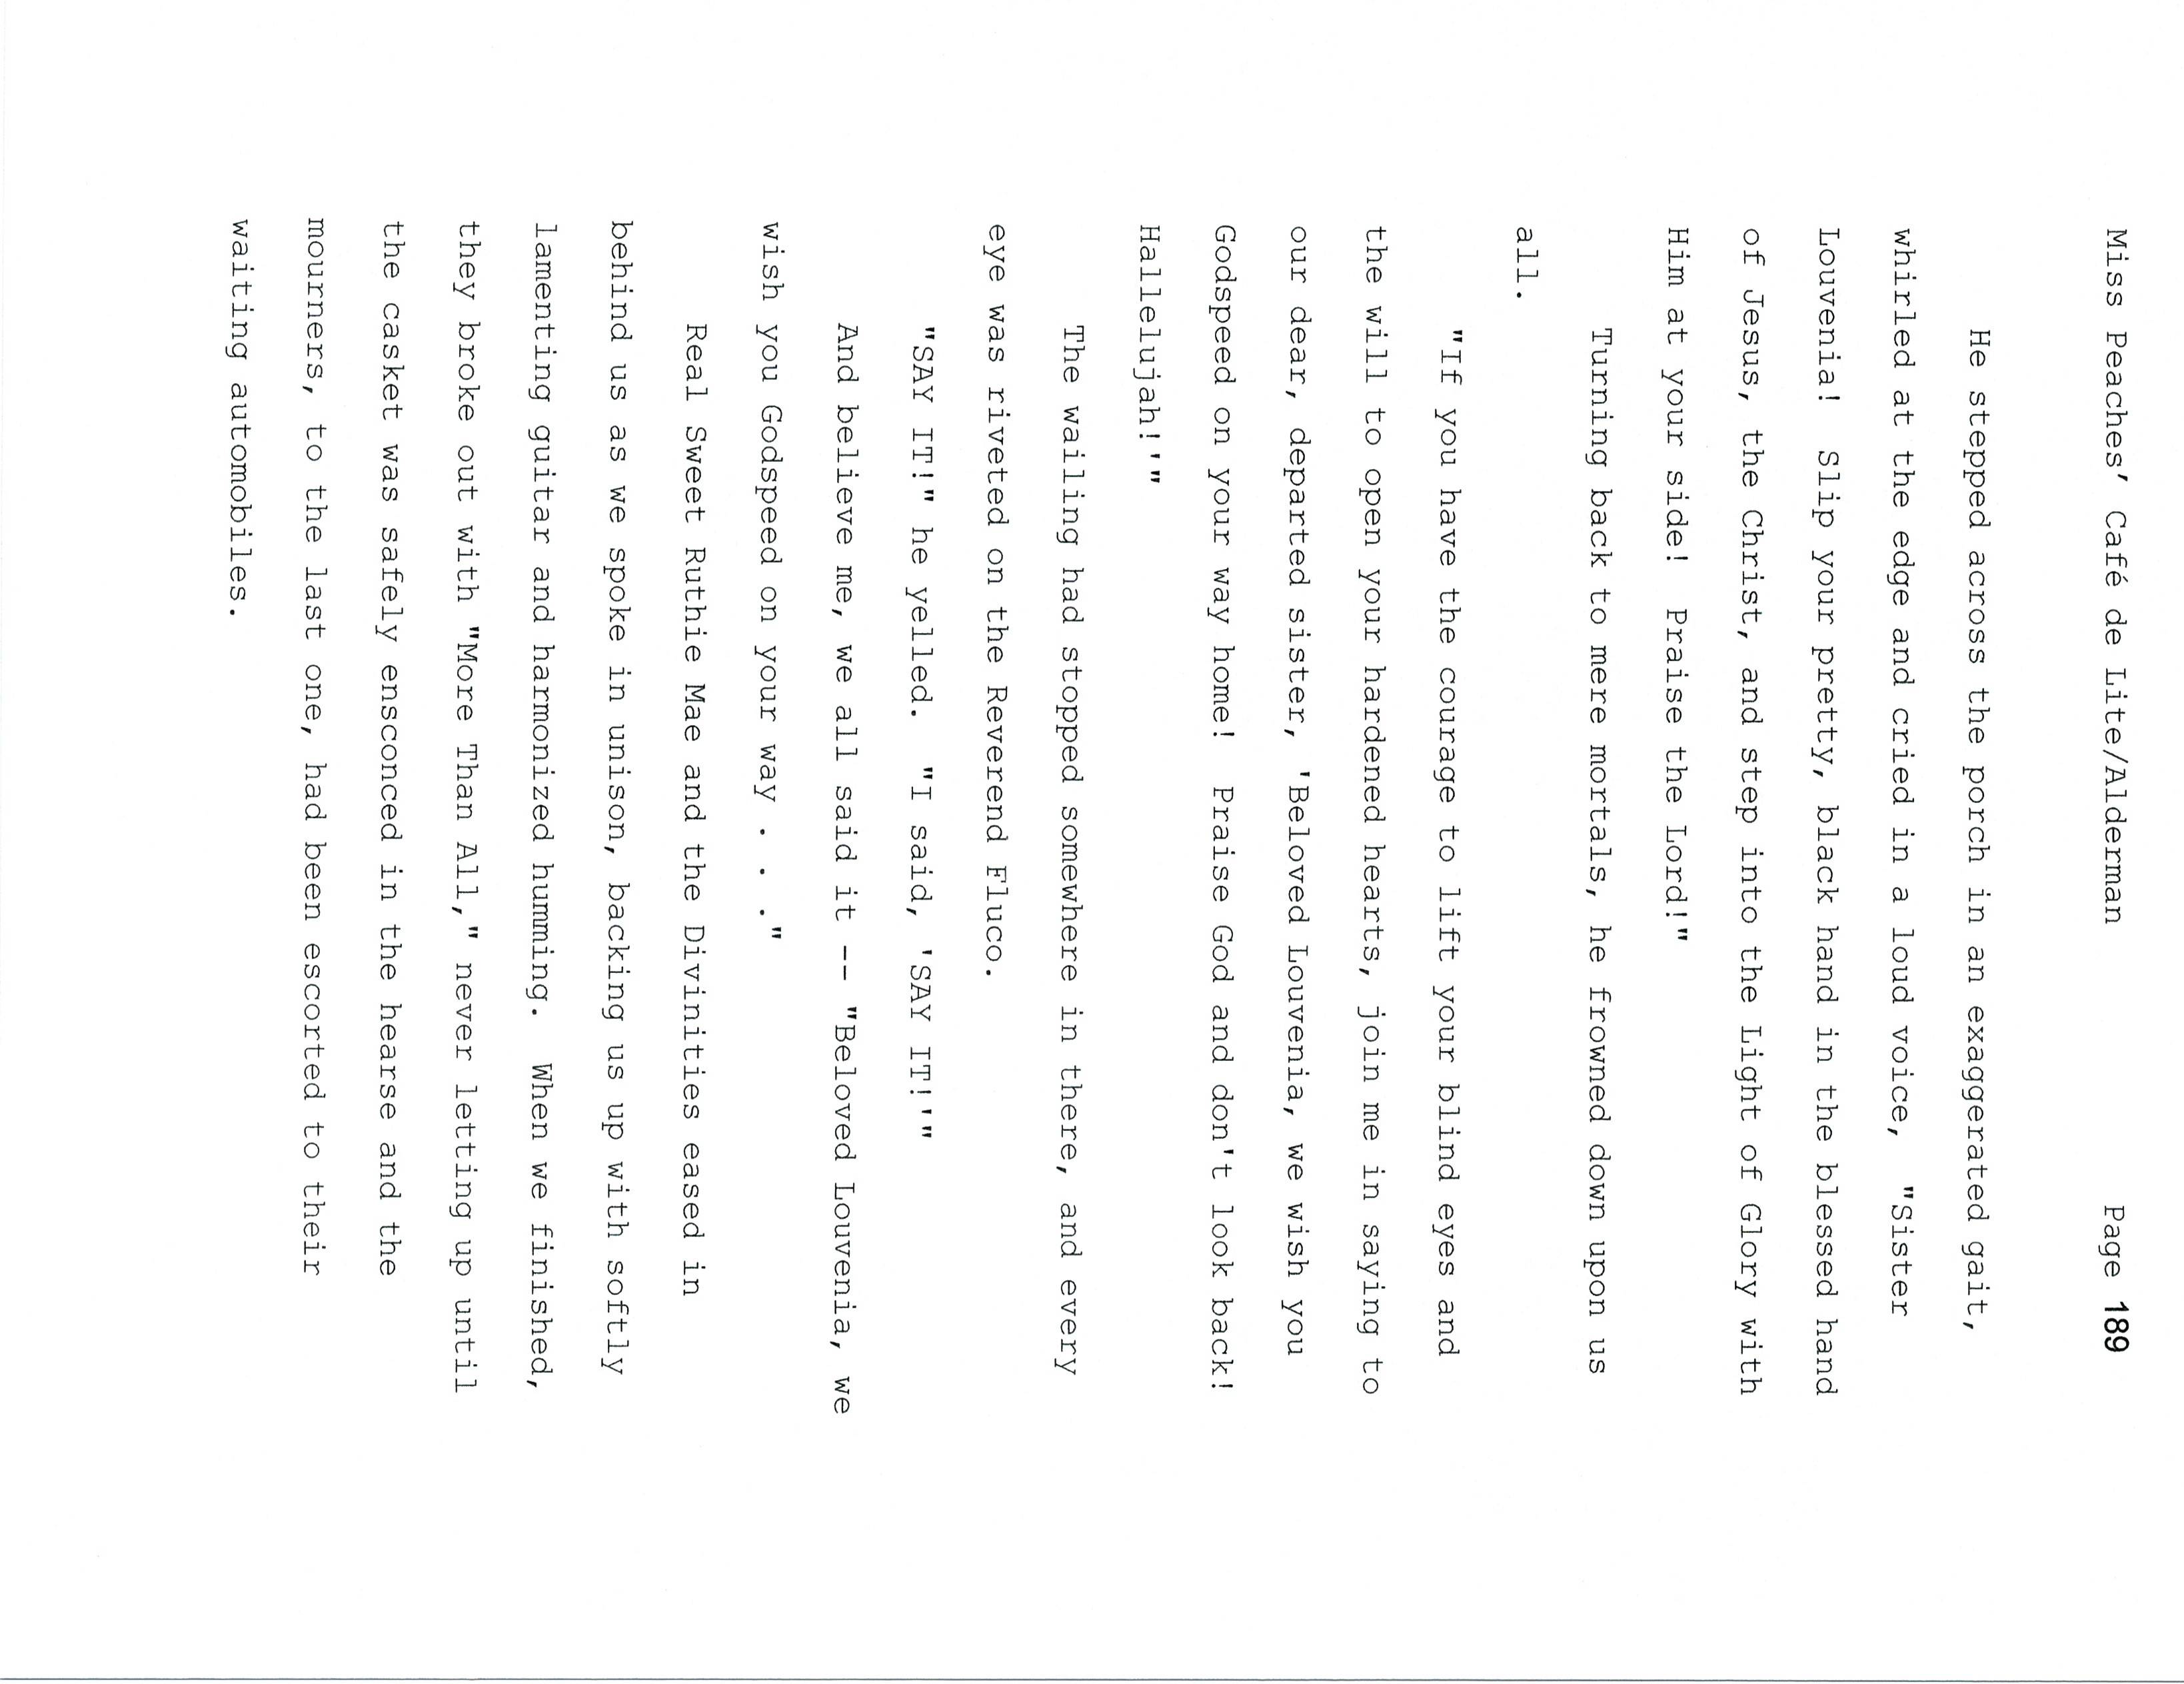 Miss Peaches’ Café de Lite/Alderman Page 189
He stepped across the porch in an exaggerated gait,
whirled at the edge and cried in a loud voice, "Sister
Louvenia! Slip your pretty, black hand in the blessed hand
of Jesus, the Christ, and step into the Light of Glory with
Him at your side! Praise the Lord!"
Turning back to mere mortals, he frowned down upon us
all.
"If you have the courage to lift your blind eyes and
the will to open your hardened hearts, join me in saying to
our dear, departed sister, 'Beloved Louvenia, we wish you
Godspeed on your way home! Praise God and don't look back!
Hallelujah!'"
The wailing had stopped somewhere in there, and every
eye was riveted on the Reverend Fluco.
"SAY IT!" he yelled. "I said, 'SAY IT!'"
And believe me, we all said it -- "Beloved Louvenia, we
wish you Godspeed on your way . . ."
Real Sweet Ruthie Mae and the Divinities eased in
behind us as we spoke in unison, backing us up with softly
lamenting guitar and harmonized humming. When we finished,
they broke out with "More Than All," never letting up until
the casket was safely ensconced in the hearse and the
mourners, to the last one, had been escorted to their
waiting automobiles.